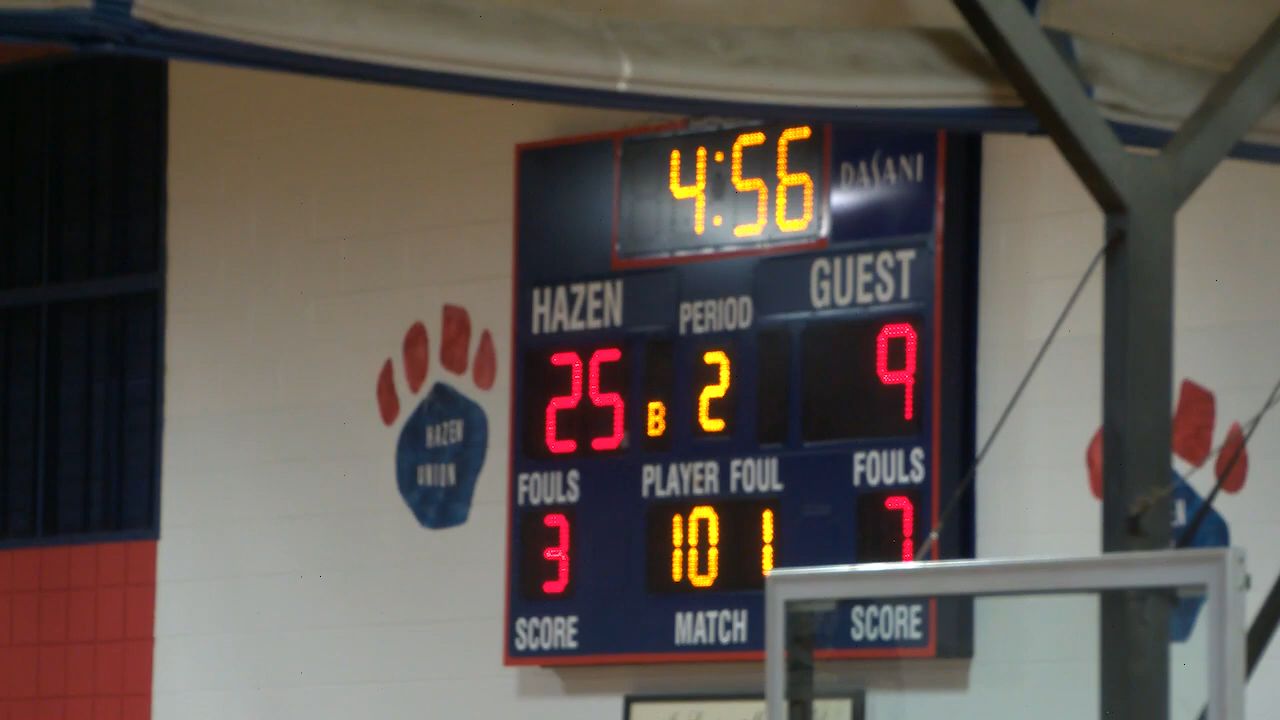 4:56
DASANI
HAZEN
GUEST
PERIOD
25
B
2
9
FOULS
PLAYER FOUL
FOULS
3
10
1
7
SCORE
MATCH
SCORE
HAZEN
UNION